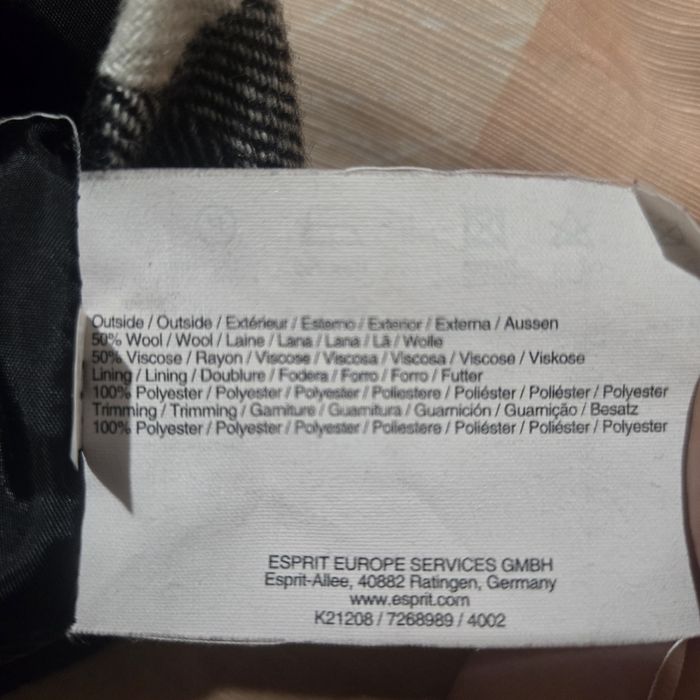 Outside / Outside / Extérieur / Esterno / Exterior / Externa / Aussen
50% Wool / Wool / Laine / Lana / Lana / Lã / Wolle
50% Viscose / Rayon / Viscose / Viscosa / Viscosa / Viscose / Viskose
Lining / Lining / Doublure / Fodera / Forro / Forro / Futter
100% Polyester / Polyester / Polyester / Poliestere / Poliéster / Poliéster / Polyester
Trimming / Trimming / Garniture / Guarnitura / Guarnición / Guarnição / Besatz
100% Polyester / Polyester / Polyester / Poliestere / Poliéster / Poliéster / Polyester
ESPRIT EUROPE SERVICES GMBH
Esprit-Allee, 40882 Ratingen, Germany
www.esprit.com
K21208 / 7268989 / 4002